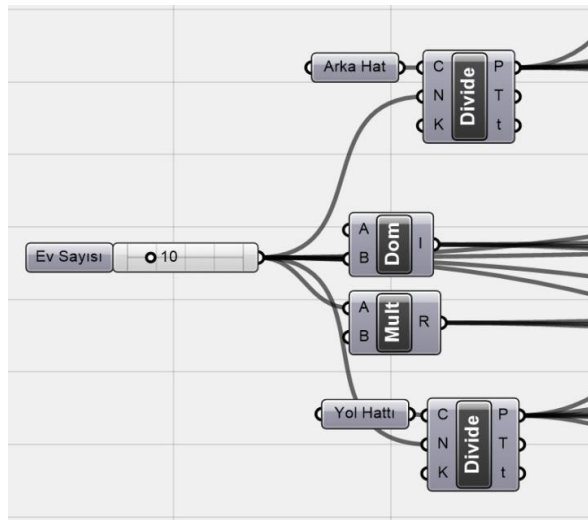 Arka Hat
C Divide P
N T
K t
Ev Sayısı 10
A Dom I
B
A Mult R
B
Yol Hattı
C Divide P
N T
K t